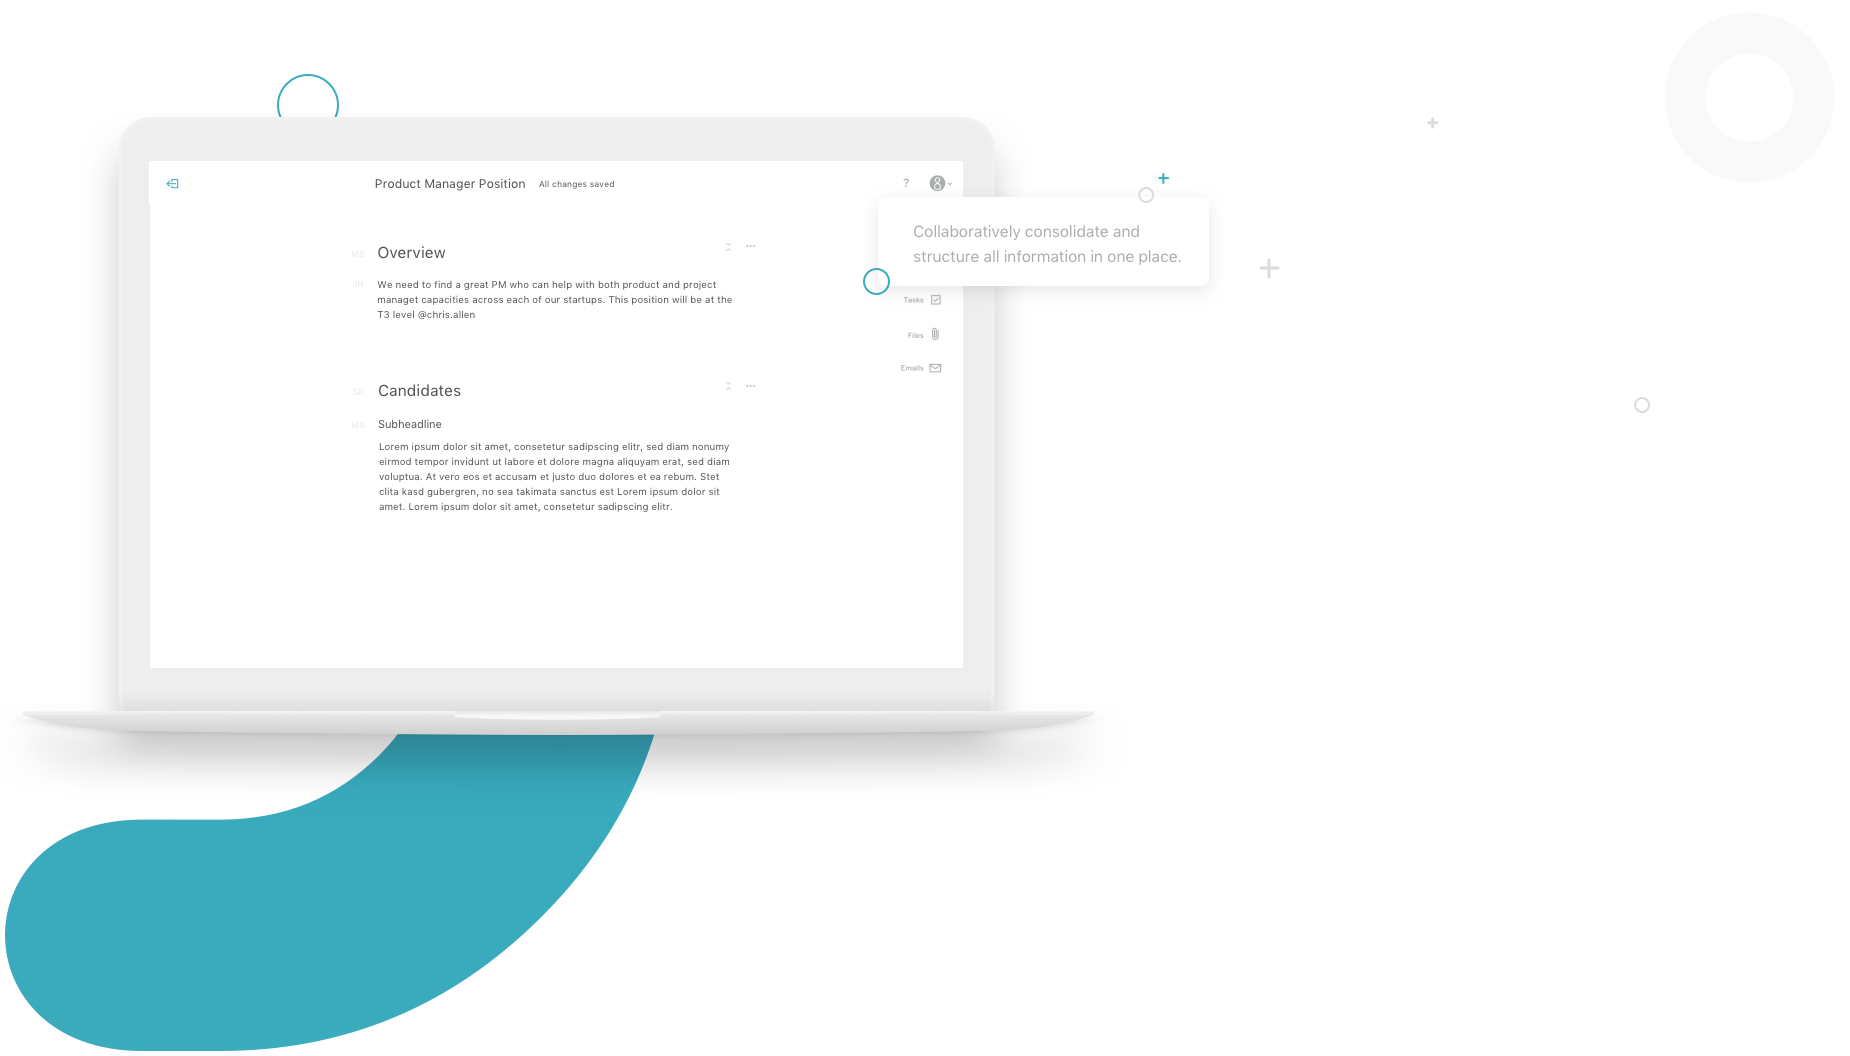 Product Manager Position All changes saved ?
Collaboratively consolidate and
structure all information in one place.
MS Overview
JH We need to find a great PM who can help with both product and project
managet capacities across each of our startups. This position will be at the
T3 level @chris.allen
Tasks
Files
Emails
SR Candidates
MS Subheadline
Lorem ipsum dolor sit amet, consetetur sadipscing elitr, sed diam nonumy
eirmod tempor invidunt ut labore et dolore magna aliquyam erat, sed diam
voluptua. At vero eos et accusam et justo duo dolores et ea rebum. Stet
clita kasd gubergren, no sea takimata sanctus est Lorem ipsum dolor sit
amet. Lorem ipsum dolor sit amet, consetetur sadipscing elitr.